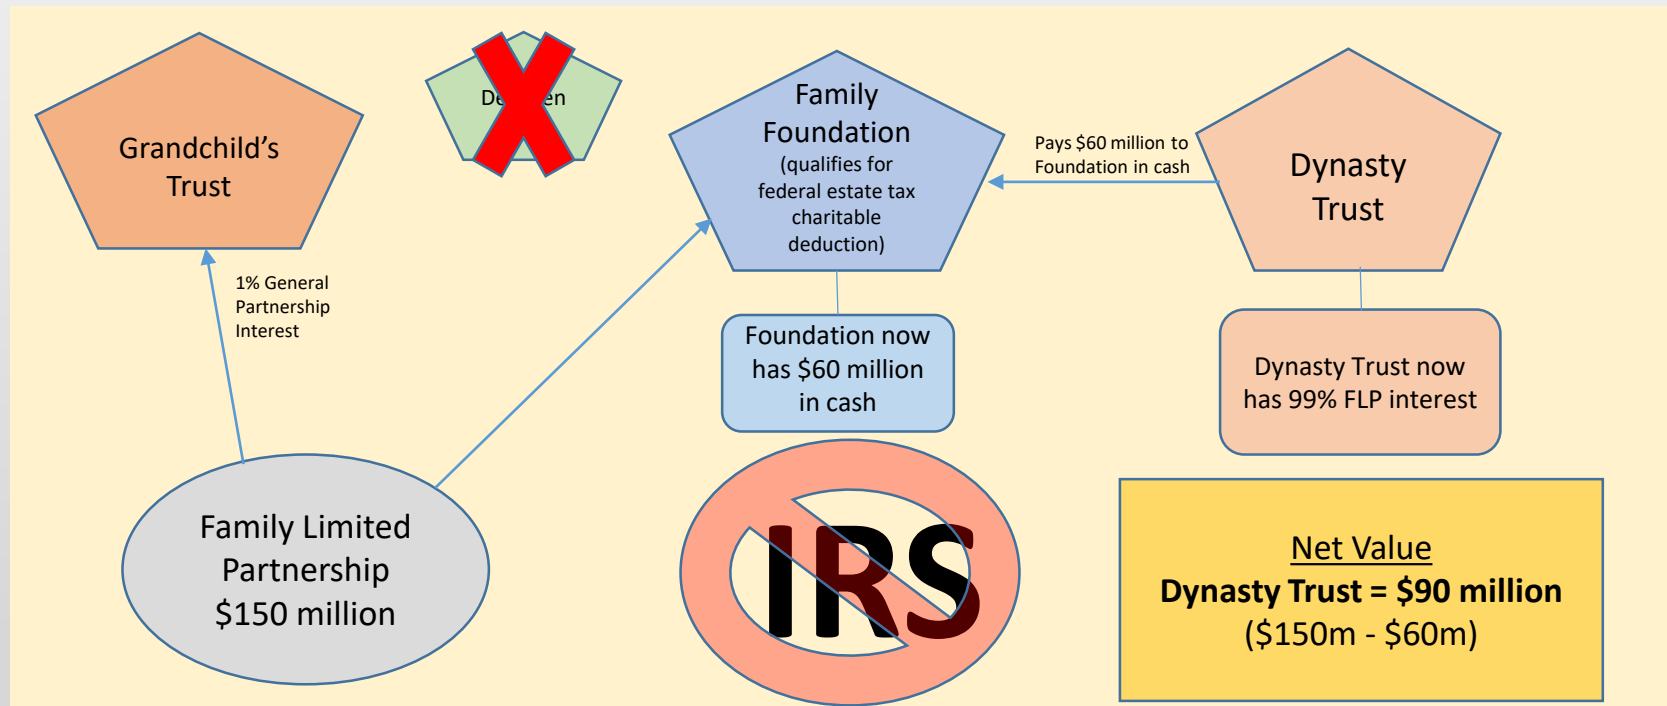 Grandchild's
Trust
1% General
Partnership
Interest
Family Limited
Partnership
$150 million
Family
Foundation
(qualifies for
federal estate tax
charitable
deduction)
Foundation now
has $60 million
in cash
IRS
Pays $60 million to
Foundation in cash
Dynasty
Trust
Dynasty Trust now
has 99% FLP interest
Net Value
Dynasty Trust = $90 million
($150m - $60m)